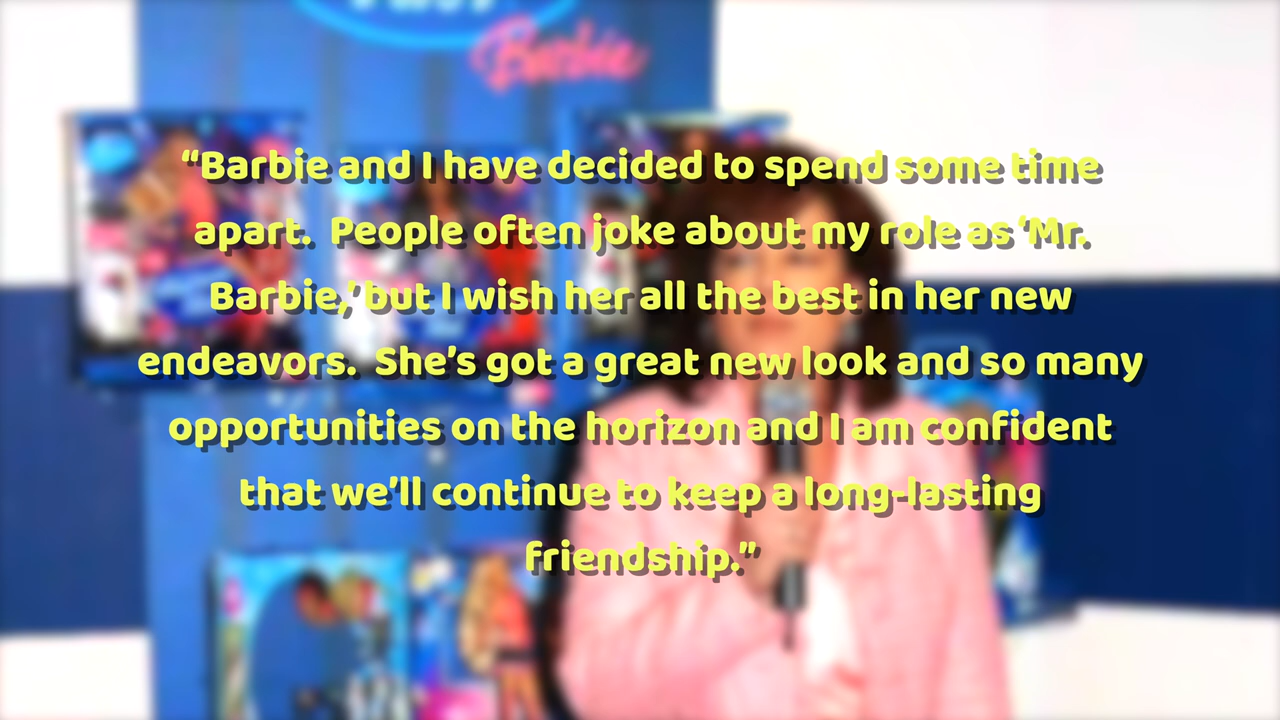 Barbie
“Barbie and I have decided to spend some time
apart.  People often joke about my role as ‘Mr.
Barbie,’ but I wish her all the best in her new
endeavors.  She’s got a great new look and so many
opportunities on the horizon and I am confident
that we’ll continue to keep a long-lasting
friendship.”